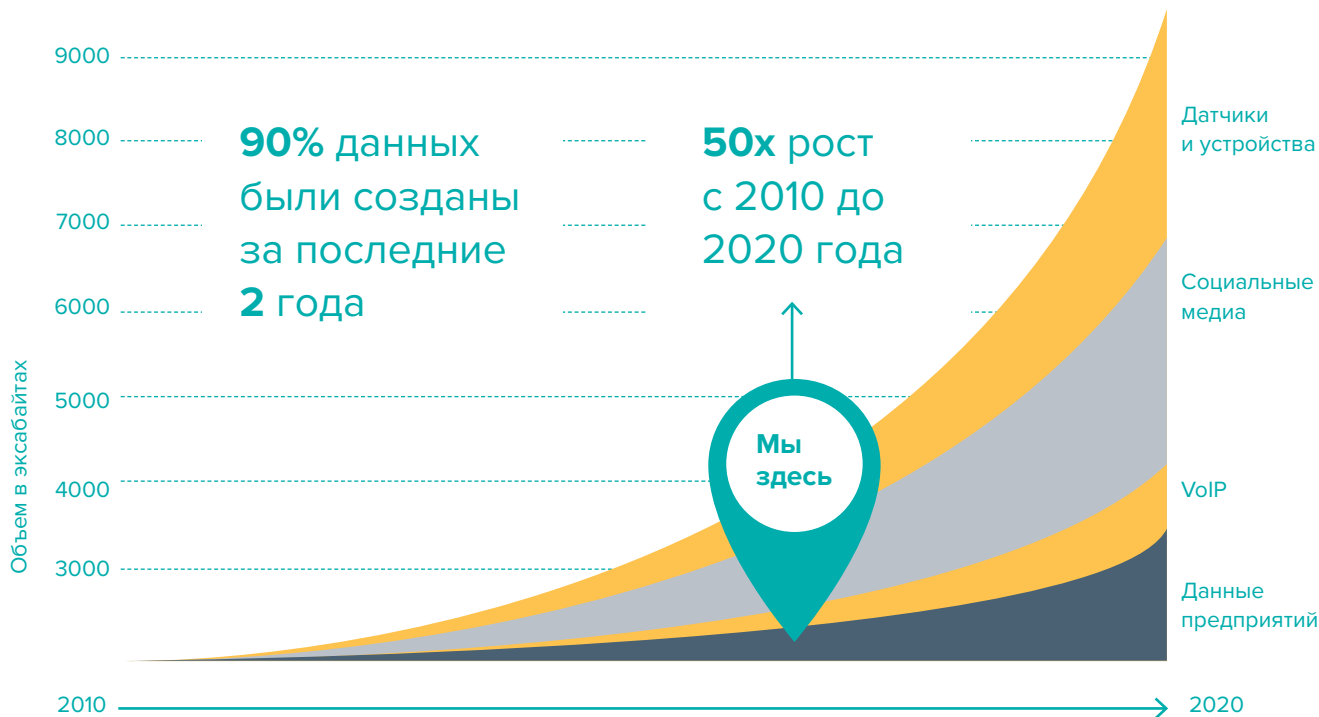 9000
8000
7000
6000
5000
4000
3000
Объем в эксабайтах
90% данных
были созданы
за последние
2 года
50x рост
с 2010 до
2020 года
Мы
здесь
Датчики
и устройства
Социальные
медиа
VoIP
Данные
предприятий
2010
2020